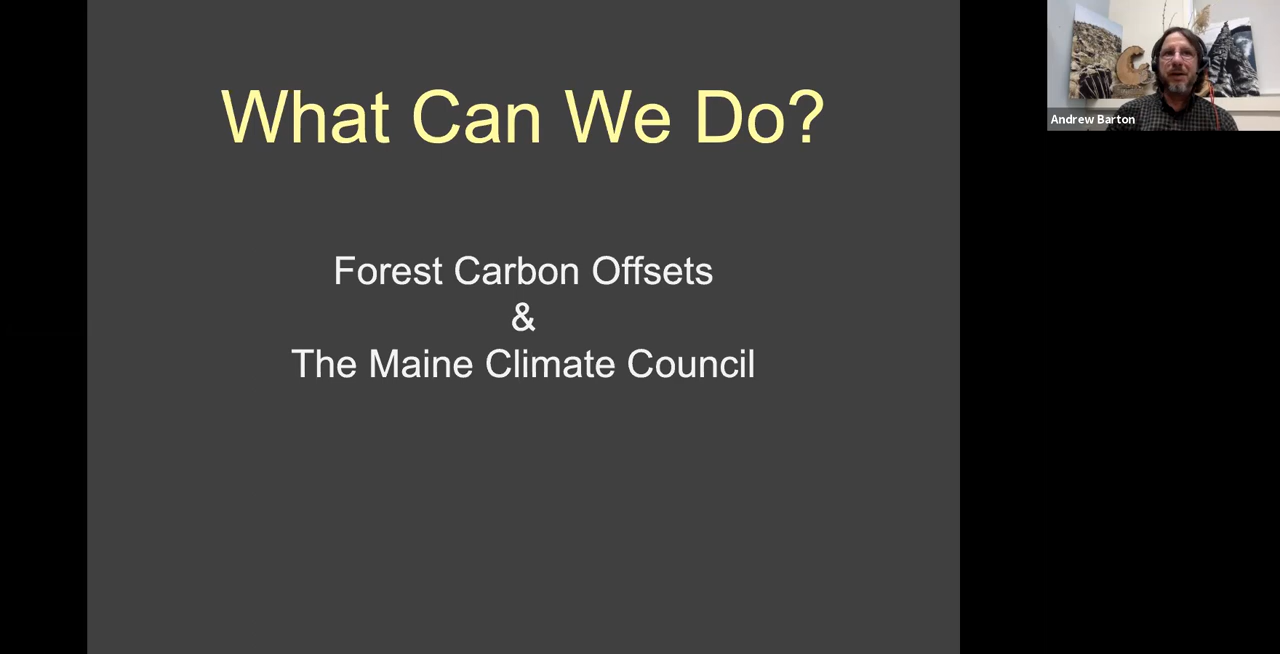 What Can We Do?
Forest Carbon Offsets
&
The Maine Climate Council
Andrew Barton